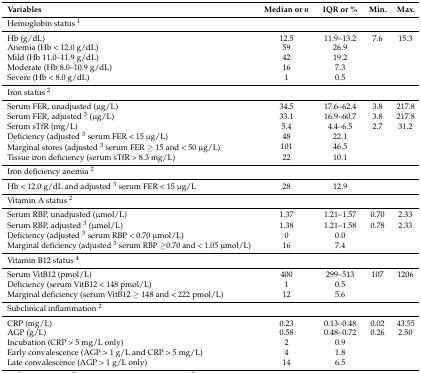 Variables Median or n IQR or % Min. Max.
Hemoglobin status 1
Hb (g/dL) 12.5 11.9–13.2 7.6 15.3
Anemia (Hb < 12.0 g/dL) 59 26.9
Mild (Hb 11.0–11.9 g/dL) 42 19.2
Moderate (Hb 8.0–10.9 g/dL) 16 7.3
Severe (Hb < 8.0 g/dL) 1 0.5
Iron status 2
Serum FER, unadjusted (µg/L) 34.5 17.6–62.4 3.8 217.8
Serum FER, adjusted 3 (µg/L) 33.1 16.9–60.7 3.8 217.8
Serum sTfR (mg/L) 5.4 4.4–6.5 2.7 31.2
Deficiency (adjusted 3 serum FER < 15 µg/L) 48 22.1
Marginal stores (adjusted 3 serum FER ≥ 15 and < 50 µg/L) 101 46.5
Tissue iron deficiency (serum sTfR > 8.3 mg/L) 22 10.1
Iron deficiency anemia 2
Hb < 12.0 g/dL and adjusted 3 serum FER < 15 µg/L 28 12.9
Vitamin A status 2
Serum RBP, unadjusted (µmol/L) 1.37 1.21–1.57 0.70 2.33
Serum RBP, adjusted 3 (µmol/L) 1.38 1.21–1.58 0.78 2.33
Deficiency (adjusted 3 serum RBP < 0.70 µmol/L) 0 0.0
Marginal deficiency (adjusted 3 serum RBP ≥0.70 and < 1.05 µmol/L) 16 7.4
Vitamin B12 status 4
Serum VitB12 (pmol/L) 400 299–513 107 1206
Deficiency (serum VitB12 < 148 pmol/L) 1 0.5
Marginal deficiency (serum VitB12 ≥ 148 and < 222 pmol/L) 12 5.6
Subclinical inflammation 2
CRP (mg/L) 0.23 0.13–0.48 0.02 43.55
AGP (g/L) 0.58 0.48–0.72 0.26 2.50
Incubation (CRP > 5 mg/L only) 2 0.9
Early convalescence (AGP > 1 g/L and CRP > 5 mg/L) 4 1.8
Late convalescence (AGP > 1 g/L only) 14 6.5